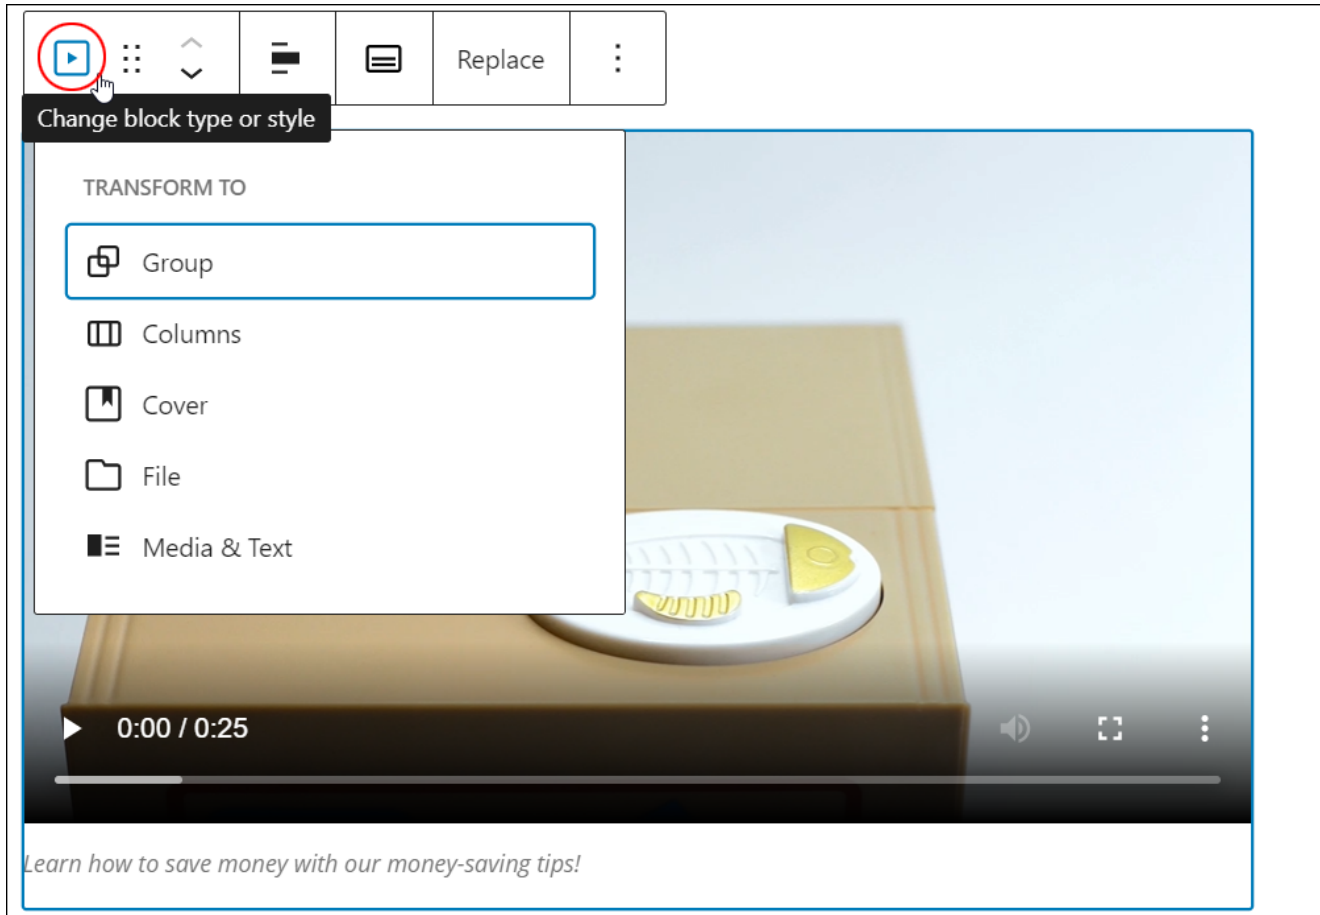 Replace
Change block type or style
TRANSFORM TO
Group
Columns
Cover
File
Media & Text
0:00 / 0:25
Learn how to save money with our money-saving tips!